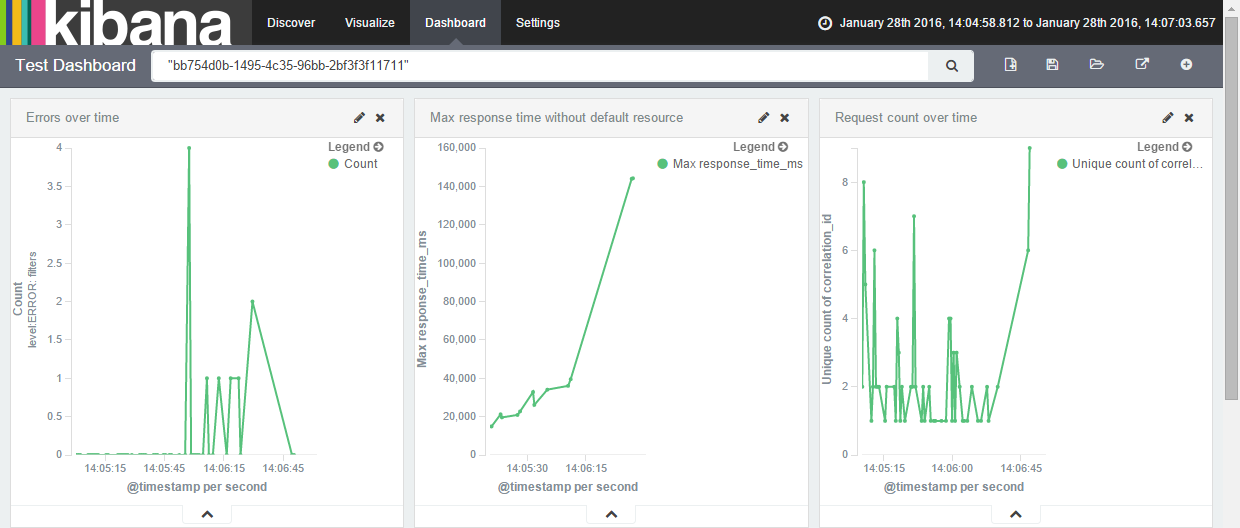 kibana
Discover Visualize Dashboard Settings January 28th 2016, 14:04:58.812 to January 28th 2016, 14:07:03.657
Test Dashboard "bb754d0b-1495-4c35-96bb-2bf3f3f11711"
Errors over time
Legend
Count
4
3.5
3
2.5
2
1.5
1
0.5
0
Count
level:ERROR: filters
14:05:15 14:05:45 14:06:15 14:06:45
@timestamp per second
Max response time without default resource
Legend
Max response_time_ms
160,000
140,000
120,000
100,000
80,000
60,000
40,000
20,000
0
Max response_time_ms
14:05:30 14:06:15
@timestamp per second
Request count over time
Legend
Unique count of correl...
8
6
4
2
0
Unique count of correlation_id
14:05:15 14:06:00 14:06:45
@timestamp per second